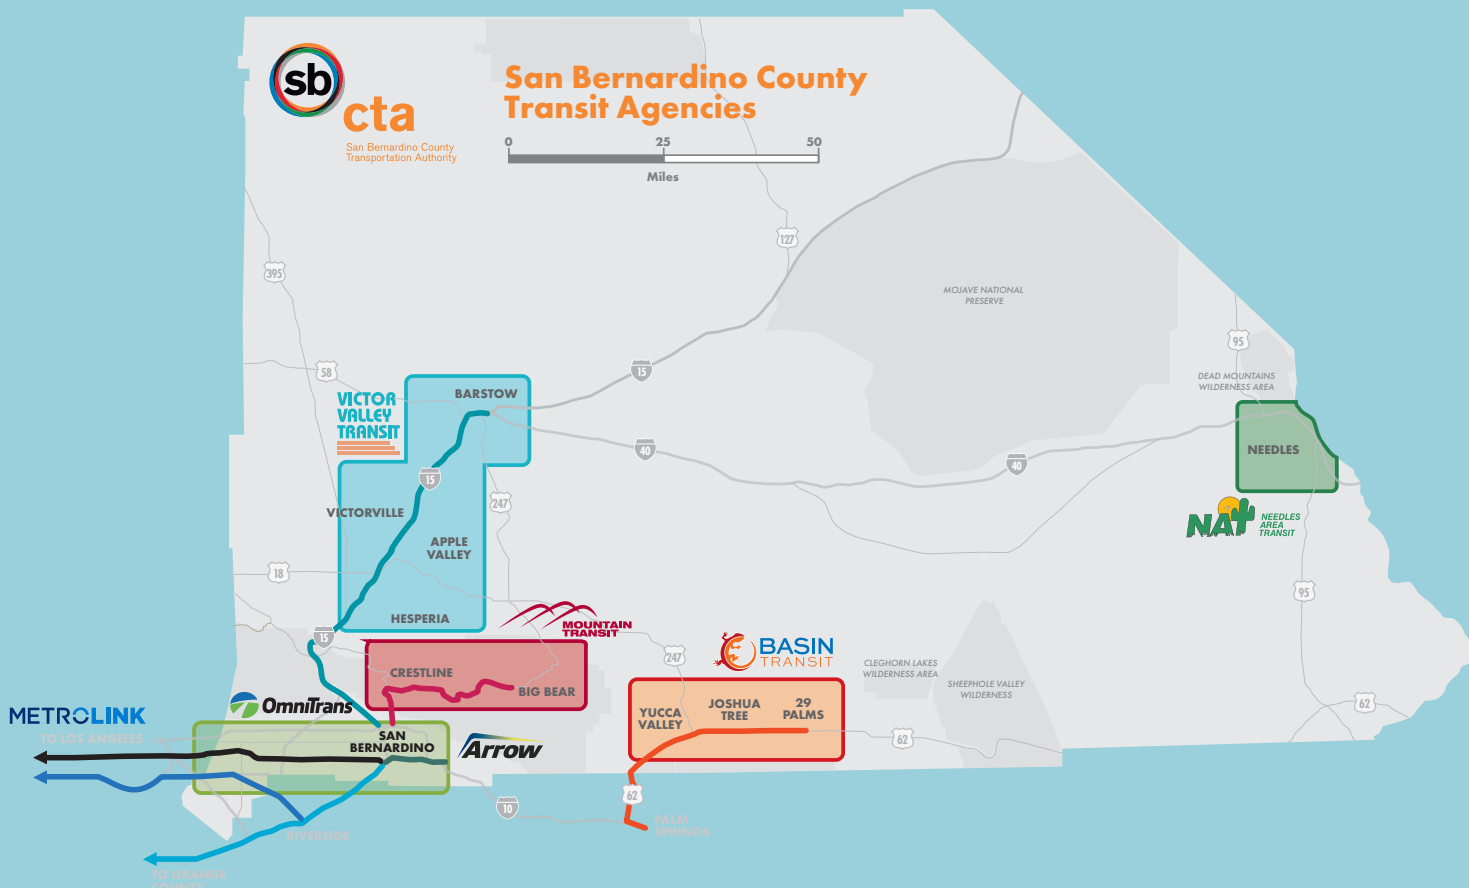 sb
cta
San Bernardino County
Transportation Authority
San Bernardino County
Transit Agencies
0 25 50
Miles
127
395
MOJAVE NATIONAL
PRESERVE
95
58
15
DEAD MOUNTAINS
WILDERNESS AREA
VICTOR
VALLEY
TRANSIT
BARSTOW
40
40
NEEDLES
15
247
VICTORVILLE
NAT
NEEDLES
AREA
TRANSIT
APPLE
VALLEY
18
95
HESPERIA
15
MOUNTAIN
TRANSIT
247
BASIN
TRANSIT
CRESTLINE
BIG BEAR
CLEGHORN LAKES
WILDERNESS AREA
SHEEPHOLE VALLEY
WILDERNESS
OmniTrans
METROLINK
TO LOS ANGELES
YUCCA
VALLEY
JOSHUA
TREE
29
PALMS
62
62
SAN
BERNARDINO
Arrow
62
10
PALM
SPRINGS
RIVERSIDE
TO ORANGE
COUNTY